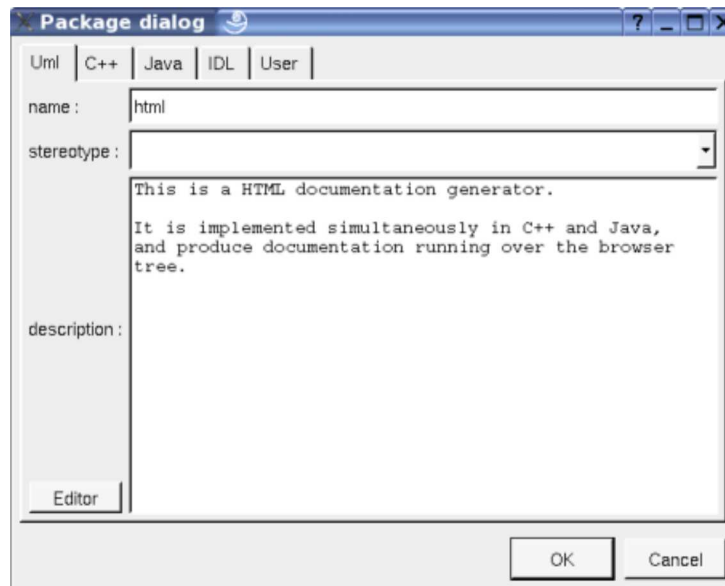 Package dialog
Uml C++ Java IDL User
name : html
stereotype :
This is a HTML documentation generator.
It is implemented simultaneously in C++ and Java,
and produce documentation running over the browser
tree.
description :
Editor
OK Cancel